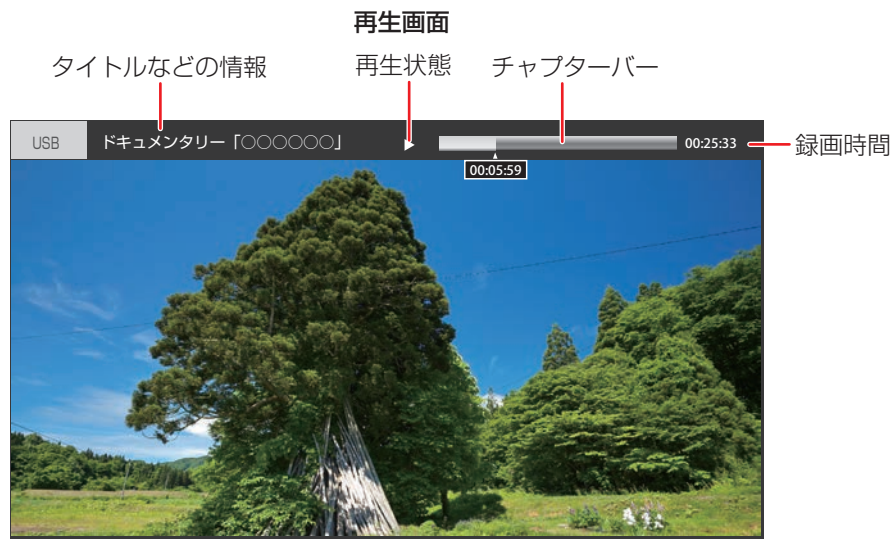 再生画面
タイトルなどの情報
再生状態
チャプターバー
USB ドキュメンタリー「○○○○○○」 00:25:33
録画時間
00:05:59